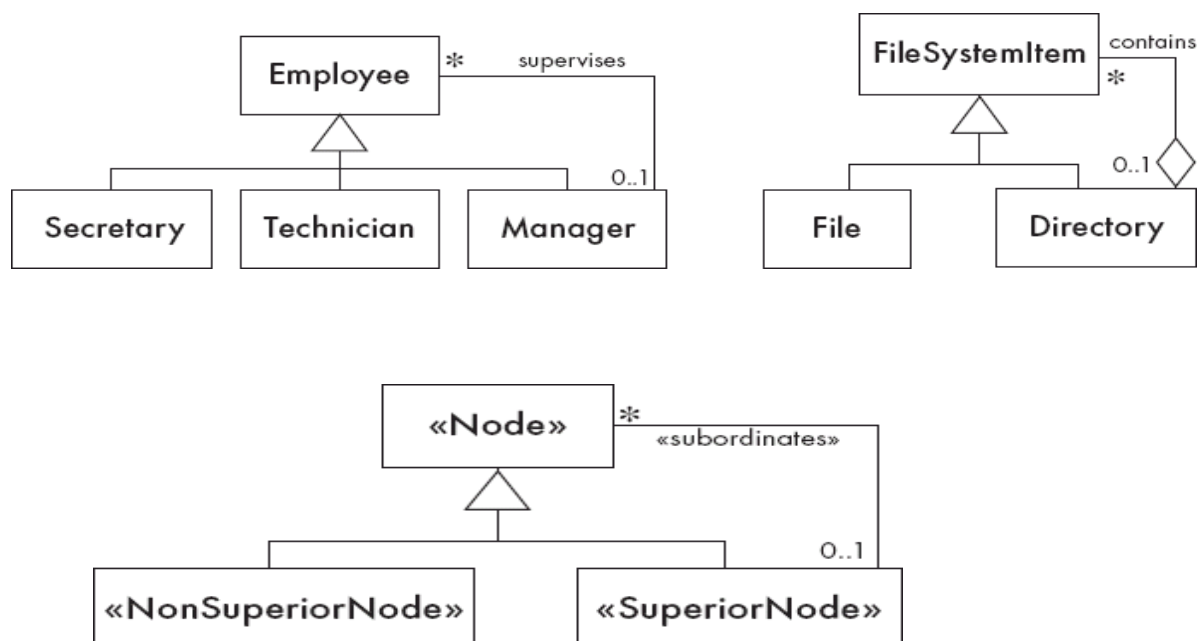 Employee
*
supervises
0..1
Secretary
Technician
Manager
FileSystemItem
contains
*
0..1
File
Directory
«Node»
*
«subordinates»
0..1
«NonSuperiorNode»
«SuperiorNode»